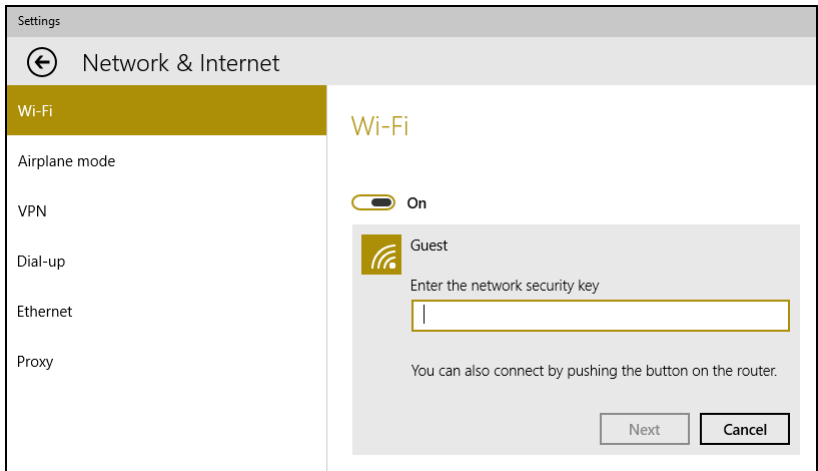 Settings
Network & Internet
Wi-Fi
Airplane mode
VPN
Dial-up
Ethernet
Proxy
Wi-Fi
On
Guest
Enter the network security key
You can also connect by pushing the button on the router.
Next Cancel